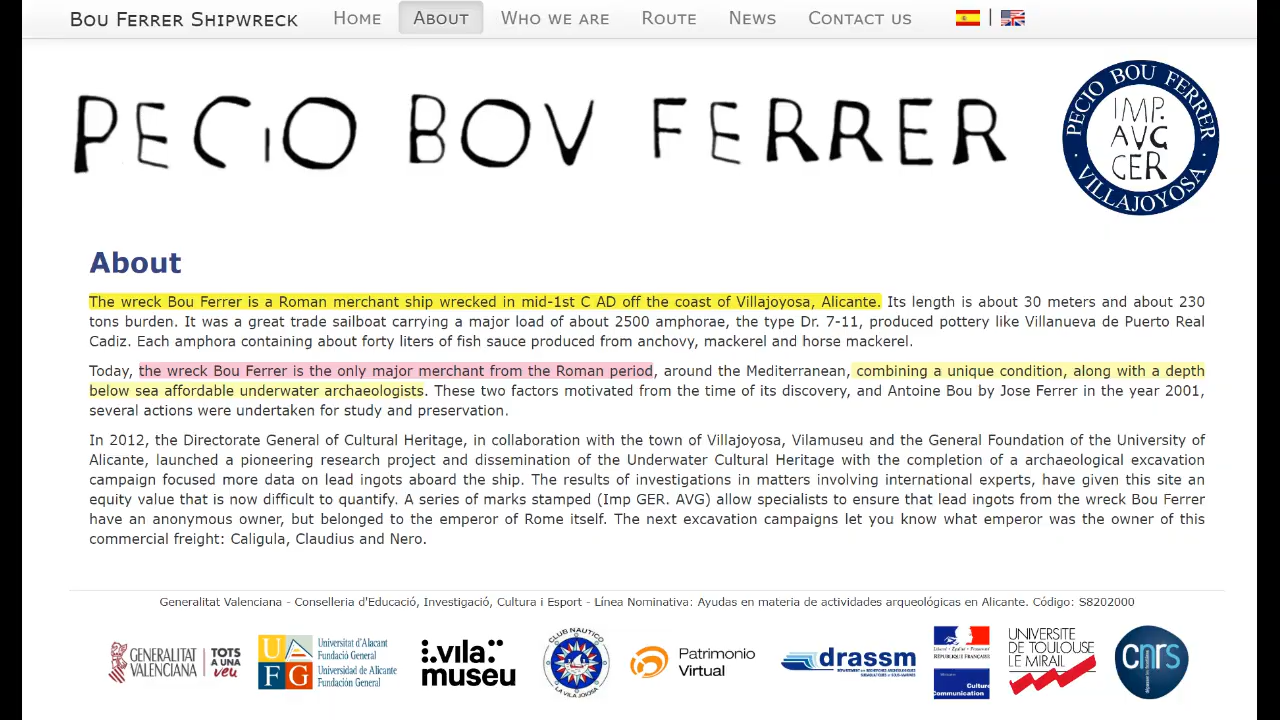 Bou Ferrer Shipwreck Home About Who we are Route News Contact us |
PECiO BOV FERRER
PECIO BOU FERRER · VILLAJOYOSA ·
IMP.
AVG
GER
About
The wreck Bou Ferrer is a Roman merchant ship wrecked in mid-1st C AD off the coast of Villajoyosa, Alicante. Its length is about 30 meters and about 230
tons burden. It was a great trade sailboat carrying a major load of about 2500 amphorae, the type Dr. 7-11, produced pottery like Villanueva de Puerto Real
Cadiz. Each amphora containing about forty liters of fish sauce produced from anchovy, mackerel and horse mackerel.
Today, the wreck Bou Ferrer is the only major merchant from the Roman period, around the Mediterranean, combining a unique condition, along with a depth
below sea affordable underwater archaeologists. These two factors motivated from the time of its discovery, and Antoine Bou by Jose Ferrer in the year 2001,
several actions were undertaken for study and preservation.
In 2012, the Directorate General of Cultural Heritage, in collaboration with the town of Villajoyosa, Vilamuseu and the General Foundation of the University of
Alicante, launched a pioneering research project and dissemination of the Underwater Cultural Heritage with the completion of a archaeological excavation
campaign focused more data on lead ingots aboard the ship. The results of investigations in matters involving international experts, have given this site an
equity value that is now difficult to quantify. A series of marks stamped (Imp GER. AVG) allow specialists to ensure that lead ingots from the wreck Bou Ferrer
have an anonymous owner, but belonged to the emperor of Rome itself. The next excavation campaigns let you know what emperor was the owner of this
commercial freight: Caligula, Claudius and Nero.
Generalitat Valenciana - Conselleria d'Educació, Investigació, Cultura i Esport - Línea Nominativa: Ayudas en materia de actividades arqueológicas en Alicante. Código: S8202000
GENERALITAT
VALENCIANA
TOTS
A UNA
veu
UA
FG
Universitat d'Alacant
Fundació General
Universidad de Alicante
Fundación General
vila
museu
CLUB NAUTICO
LA VILA JOIOSA
Patrimonio
Virtual
drassm
RÉPUBLIQUE FRANÇAISE
Culture
Communication
UNIVERSITE
DE TOULOUSE
LE MIRAIL
cnrs